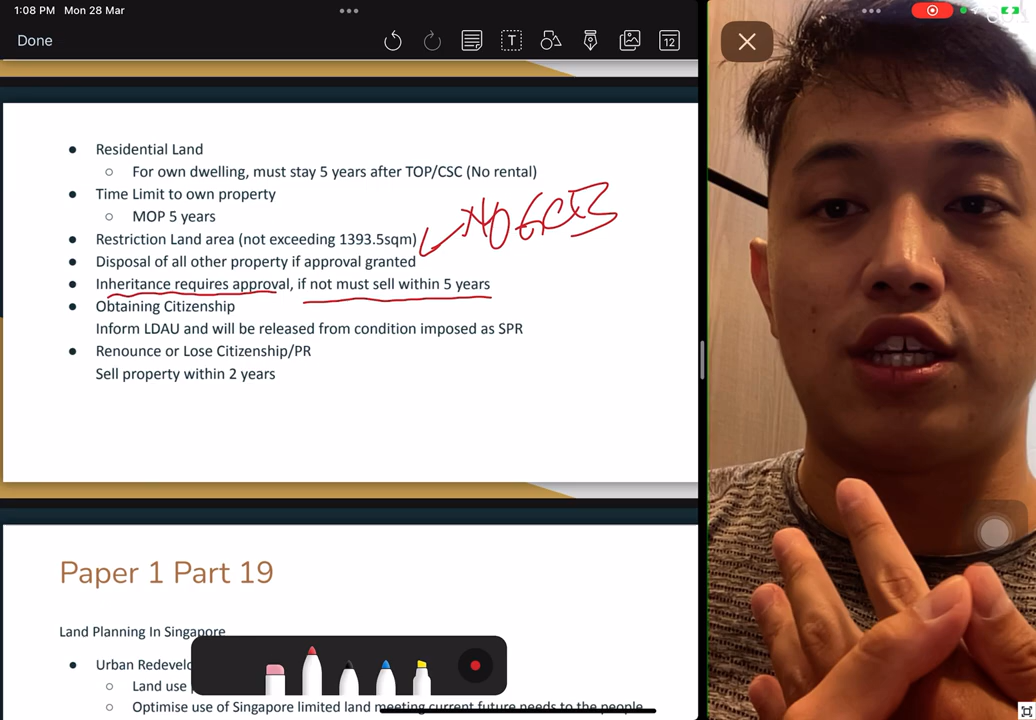 1:08 PM Mon 28 Mar
Done
12
Residential Land
For own dwelling, must stay 5 years after TOP/CSC (No rental)
Time Limit to own property
MOP 5 years
Restriction Land area (not exceeding 1393.5sqm)
NO
Disposal of all other property if approval granted
Inheritance requires approval, if not must sell within 5 years
Obtaining Citizenship
Inform LDAU and will be released from condition imposed as SPR
Renounce or Lose Citizenship/PR
Sell property within 2 years
Paper 1 Part 19
Land Planning In Singapore
Urban Redevelo
Land use
Optimise use of Singapore limited land meeting current future needs to the people